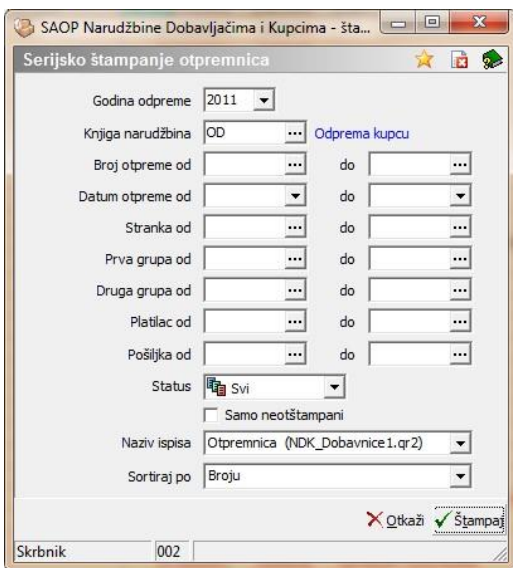 SAOP Narudžbine Dobavljačima i Kupcima - šta...
Serijsko štampanje otpremnica
Godina odpreme 2011
Knjiga narudžbina OD ... Odprema kupcu
Broj otpreme od ... do ...
Datum otpreme od do
Stranka od ... do ...
Prva grupa od ... do ...
Druga grupa od ... do ...
Platilac od ... do ...
Pošiljka od ... do ...
Status Svi
Samo neotštampani
Naziv ispisa Otpremnica (NDK_Dobavnice1.qr2)
Sortiraj po Broju
Otkaži Štampaj
Skrbnik 002